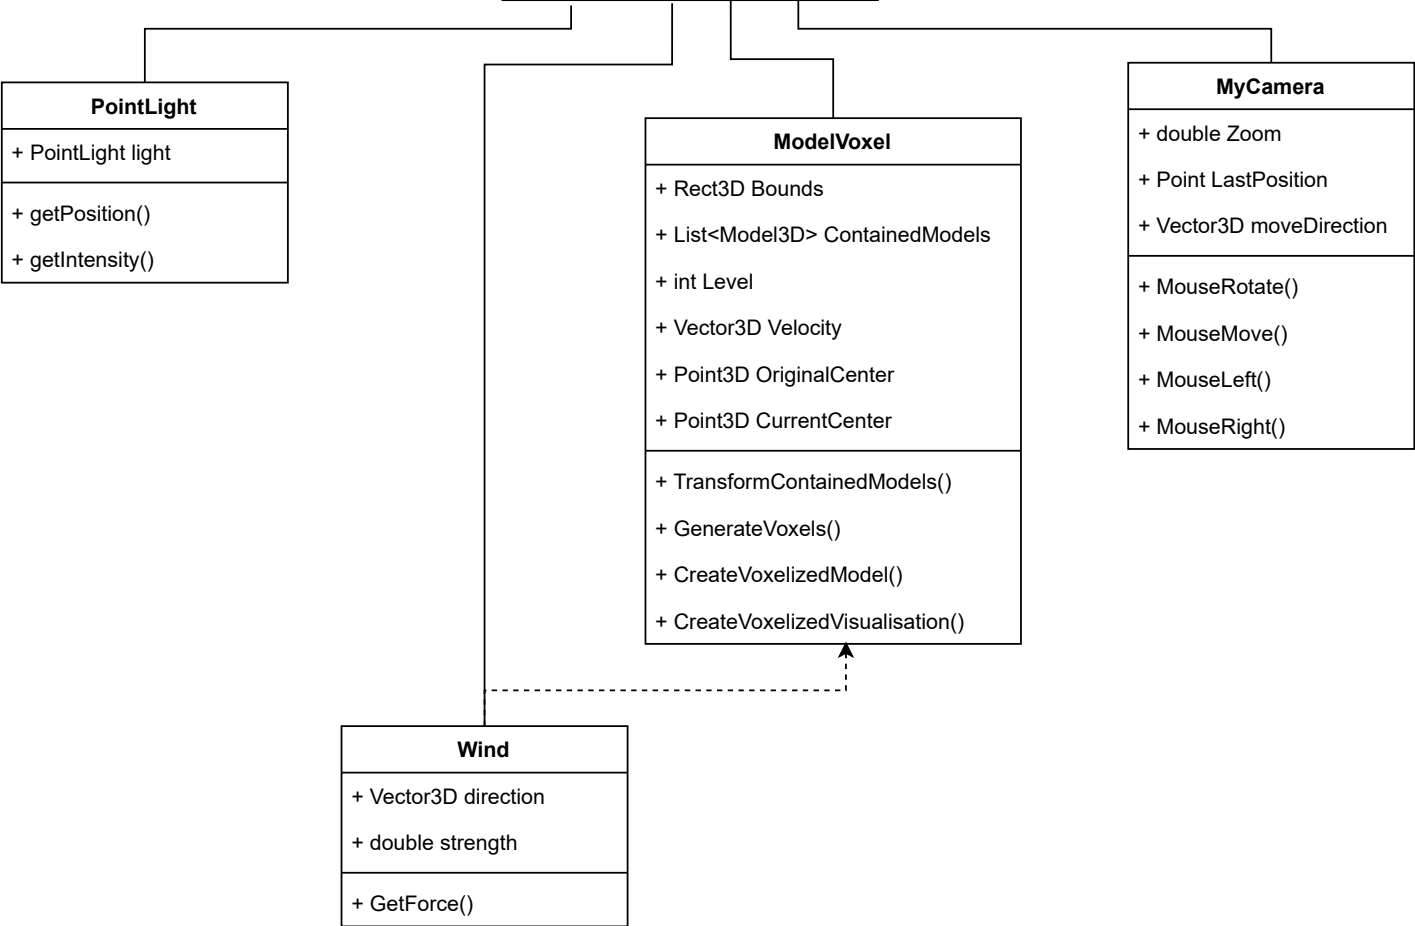 PointLight
+ PointLight light
+ getPosition()
+ getIntensity()
ModelVoxel
+ Rect3D Bounds
+ List<Model3D> ContainedModels
+ int Level
+ Vector3D Velocity
+ Point3D OriginalCenter
+ Point3D CurrentCenter
+ TransformContainedModels()
+ GenerateVoxels()
+ CreateVoxelizedModel()
+ CreateVoxelizedVisualisation()
MyCamera
+ double Zoom
+ Point LastPosition
+ Vector3D moveDirection
+ MouseRotate()
+ MouseMove()
+ MouseLeft()
+ MouseRight()
Wind
+ Vector3D direction
+ double strength
+ GetForce()